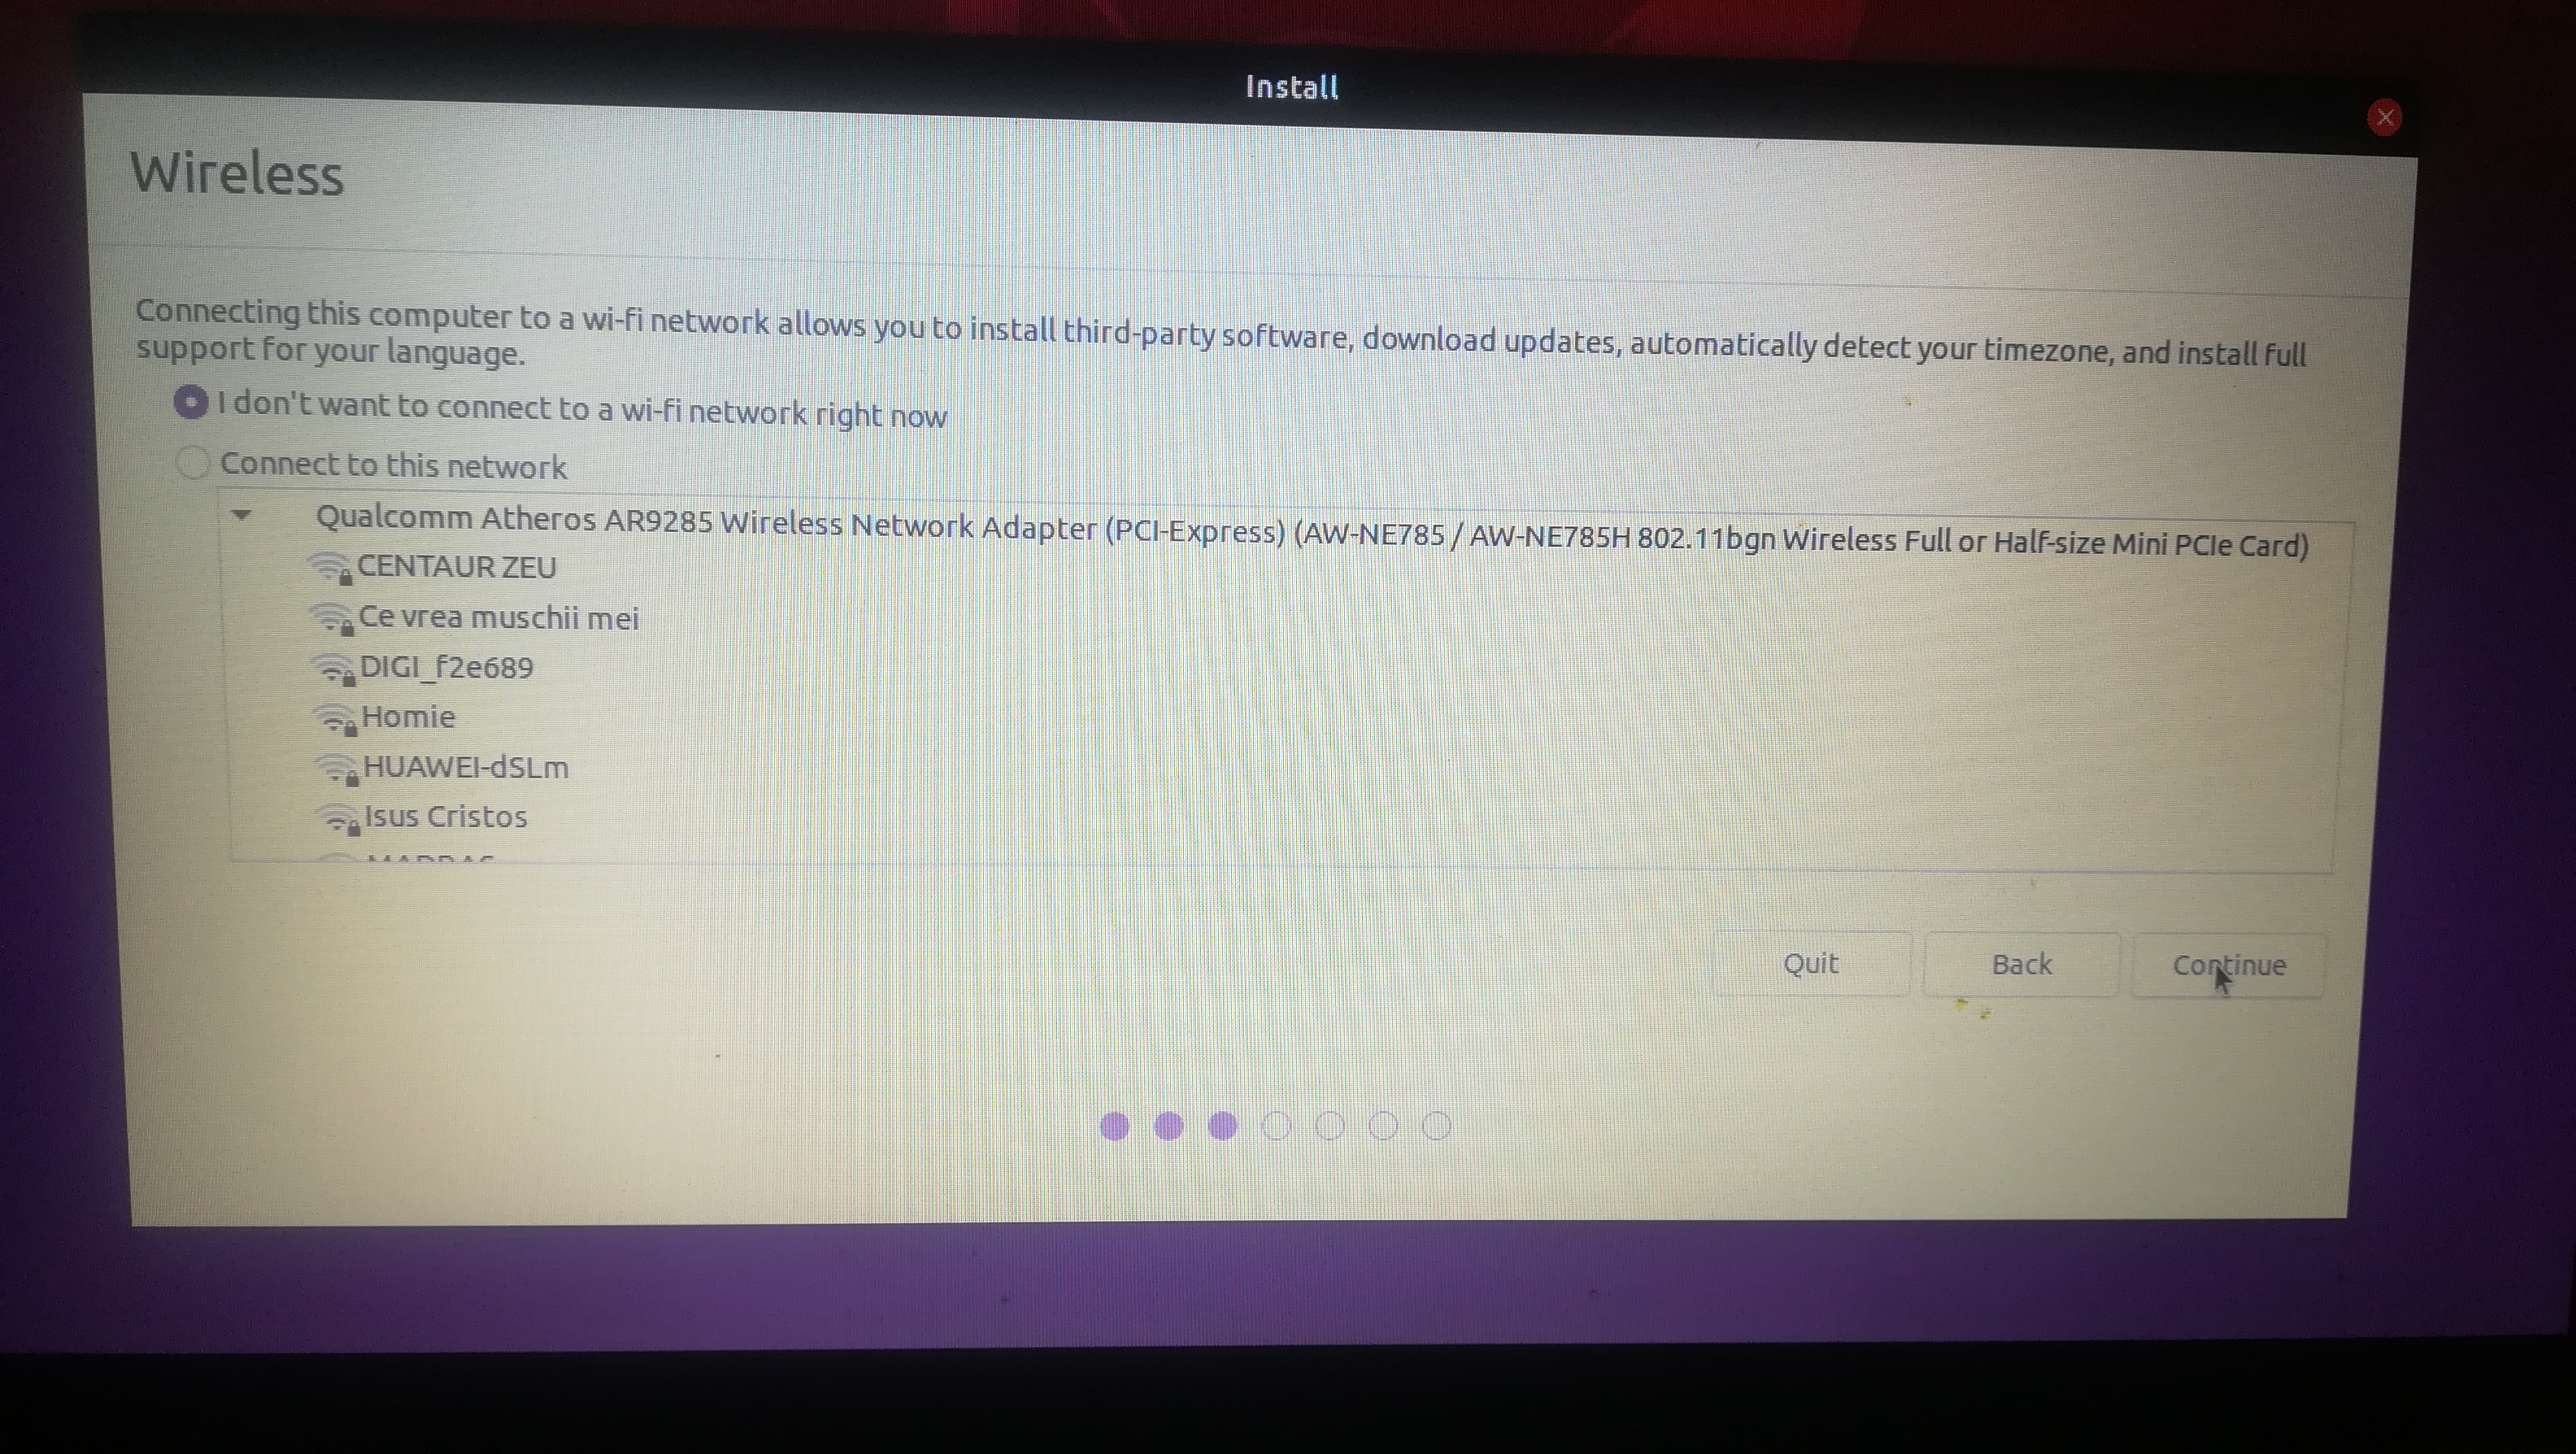 Install
Wireless
Connecting this computer to a wi-fi network allows you to install third-party software, download updates, automatically detect your timezone, and install full
support for your language.
I don't want to connect to a wi-fi network right now
Connect to this network
Qualcomm Atheros AR9285 Wireless Network Adapter (PCI-Express) (AW-NE785 / AW-NE785H 802.11bgn Wireless Full or Half-size Mini PCIe Card)
CENTAUR ZEU
Ce vrea muschii mei
DIGI_f2e689
Homie
HUAWEI-dSLm
Isus Cristos
Quit Back Continue